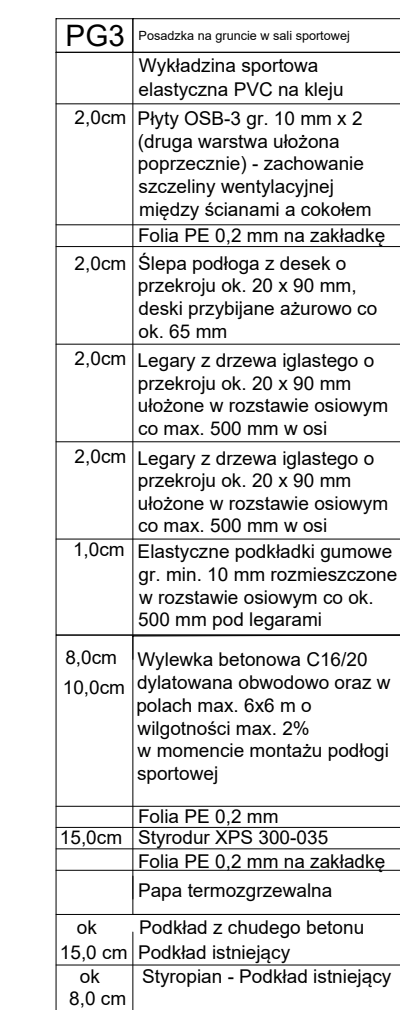 PG3 Posadzka na gruncie w sali sportowej
Wykładzina sportowa
elastyczna PVC na kleju
2,0cm Płyty OSB-3 gr. 10 mm x 2
(druga warstwa ułożona
poprzecznie) - zachowanie
szczeliny wentylacyjnej
między ścianami a cokołem
Folia PE 0,2 mm na zakładkę
2,0cm Ślepa podłoga z desek o
przekroju ok. 20 x 90 mm,
deski przybijane ażurowo co
ok. 65 mm
2,0cm Legary z drzewa iglastego o
przekroju ok. 20 x 90 mm
ułożone w rozstawie osiowym
co max. 500 mm w osi
2,0cm Legary z drzewa iglastego o
przekroju ok. 20 x 90 mm
ułożone w rozstawie osiowym
co max. 500 mm w osi
1,0cm Elastyczne podkładki gumowe
gr. min. 10 mm rozmieszczone
w rozstawie osiowym co ok.
500 mm pod legarami
8,0cm Wylewka betonowa C16/20
10,0cm dylatowana obwodowo oraz w
polach max. 6x6 m o
wilgotności max. 2%
w momencie montażu podłogi
sportowej
Folia PE 0,2 mm
15,0cm Styrodur XPS 300-035
Folia PE 0,2 mm na zakładkę
Papa termozgrzewalna
ok Podkład z chudego betonu
15,0 cm Podkład istniejący
ok Styropian - Podkład istniejący
8,0 cm